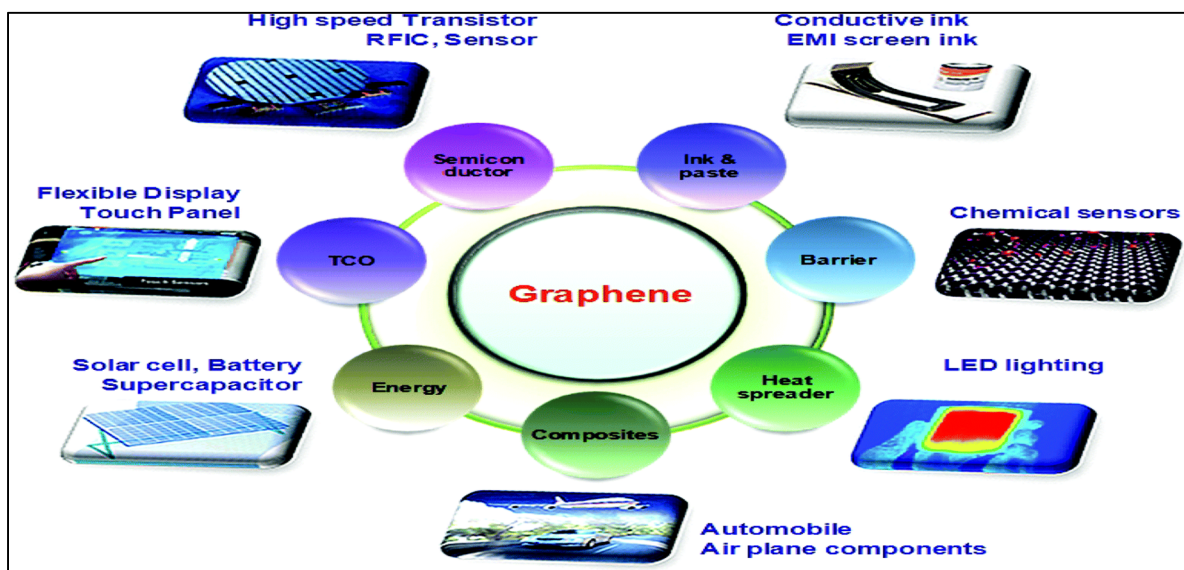 High speed Transistor
RFIC, Sensor
Conductive ink
EMI screen ink
Semicon
ductor
Ink &
paste
Flexible Display
Touch Panel
TCO
Barrier
Chemical sensors
Graphene
Solar cell, Battery
Supercapacitor
Energy
Heat
spreader
LED lighting
Composites
Automobile
Air plane components